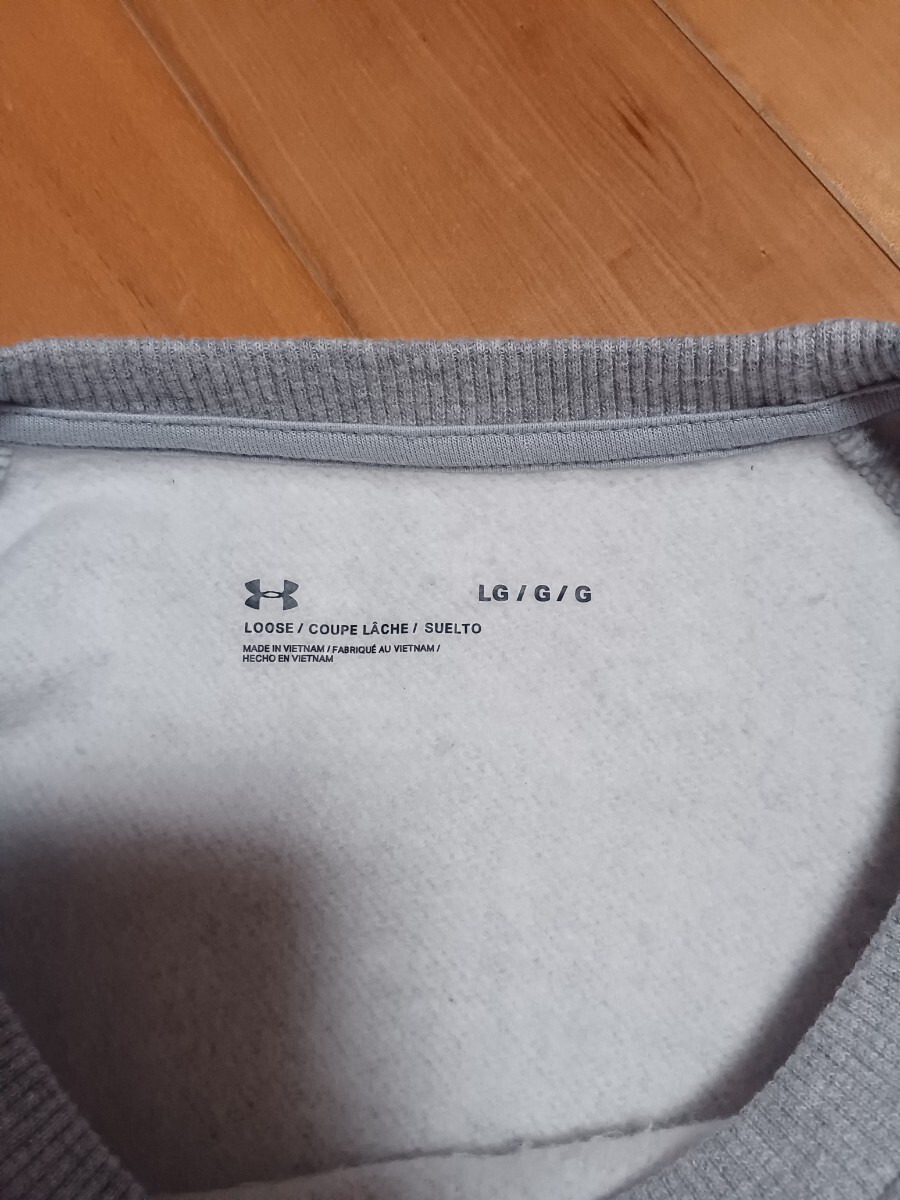 LG / G / G
LOOSE / COUPE LÂCHE / SUELTO
MADE IN VIETNAM / FABRIQUÉ AU VIETNAM /
HECHO EN VIETNAM